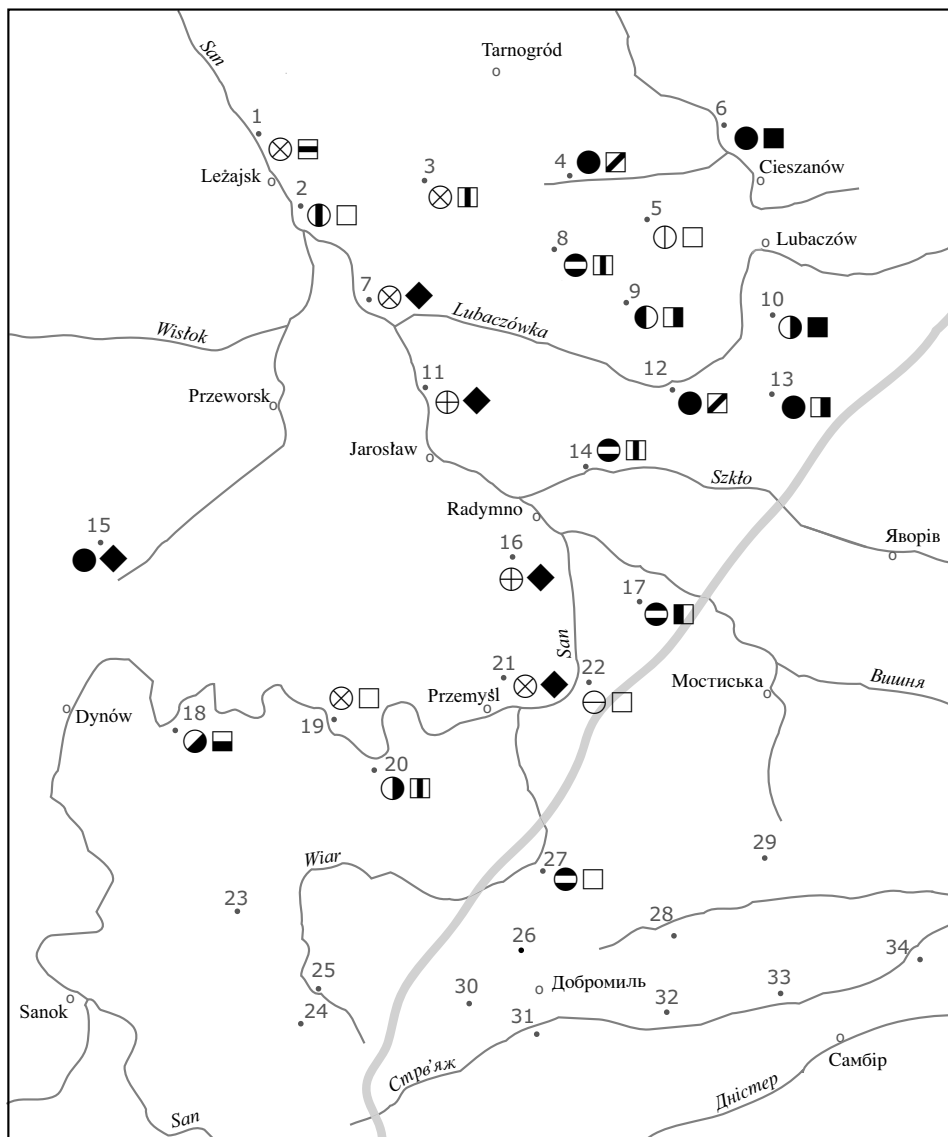 San
Tarnogród
1
6
3
4
Cieszanów
Leżajsk
2
5
8
Lubaczów
7
9
10
Lubaczówka
Wisłok
11
12
13
Przeworsk
Jarosław
14
Szkło
Radymno
15
16
Яворів
17
San
21
22
Мостиська
Вишня
Dynów
18
19
Przemyśl
20
Wiar
27
29
23
28
26
34
25
30
Добромиль
33
Sanok
24
31
32
Стрв'яж
Самбір
Дністер
San